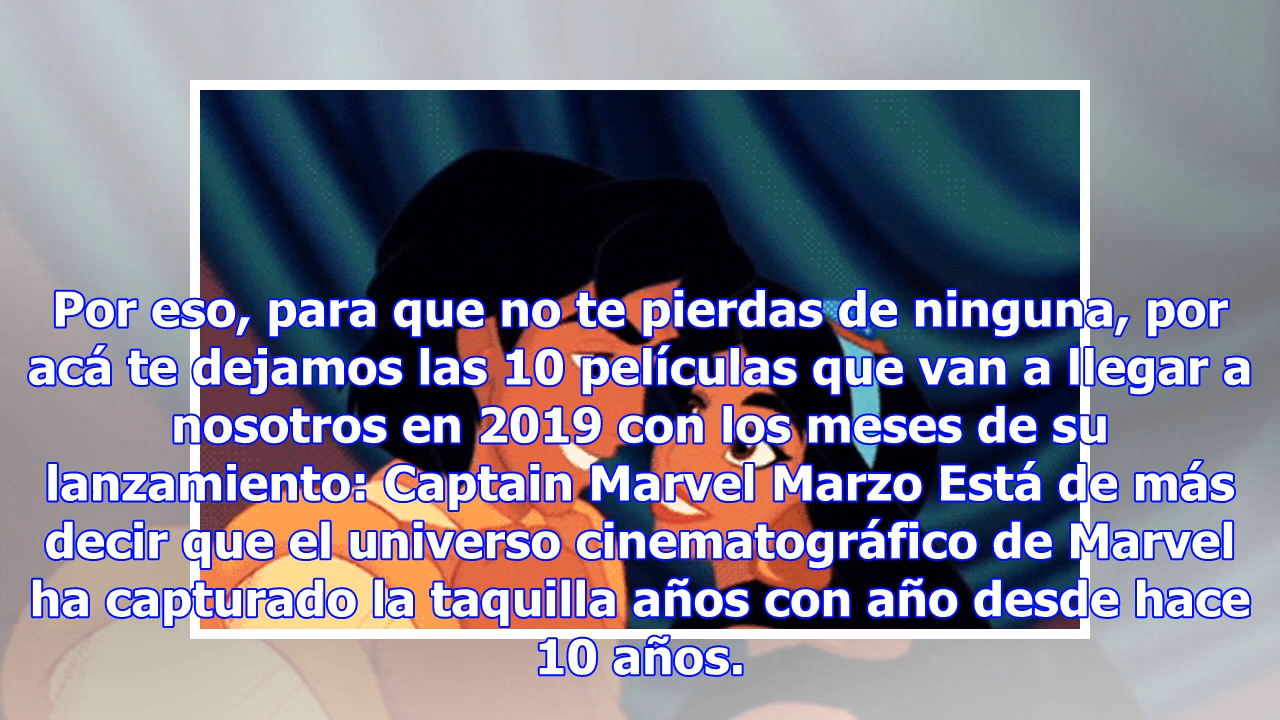 Por eso, para que no te pierdas de ninguna, por
acá te dejamos las 10 películas que van a llegar a
nosotros en 2019 con los meses de su
lanzamiento: Captain Marvel Marzo Está de más
decir que el universo cinematográfico de Marvel
ha capturado la taquilla años con año desde hace
10 años.